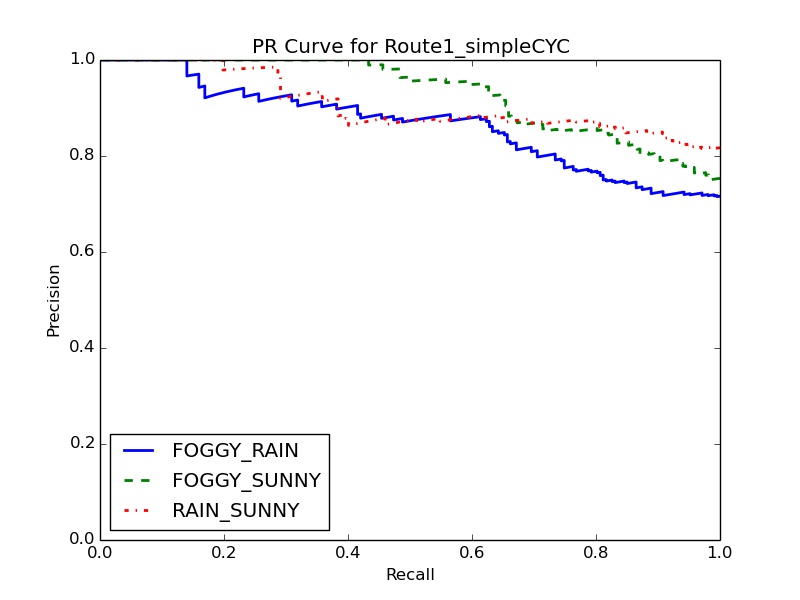 PR Curve for Route1_simpleCYC
1.0
0.8
0.6
0.4
0.2
0.0
Precision
FOGGY_RAIN
FOGGY_SUNNY
RAIN_SUNNY
0.0 0.2 0.4 0.6 0.8 1.0
Recall